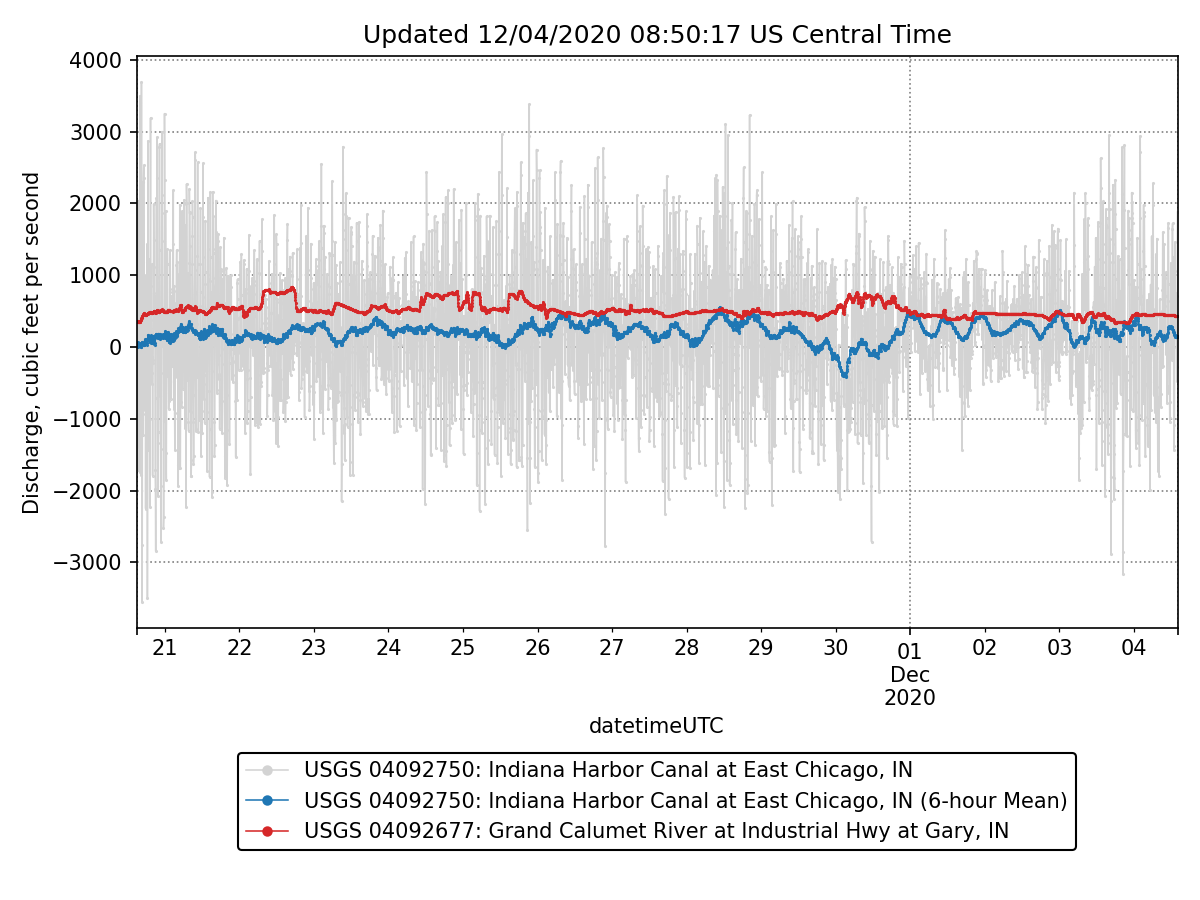 Updated 12/04/2020 08:50:17 US Central Time
Discharge, cubic feet per second
4000
3000
2000
1000
0
−1000
−2000
−3000
21 22 23 24 25 26 27 28 29 30 01 02 03 04
Dec
2020
datetimeUTC
USGS 04092750: Indiana Harbor Canal at East Chicago, IN
USGS 04092750: Indiana Harbor Canal at East Chicago, IN (6-hour Mean)
USGS 04092677: Grand Calumet River at Industrial Hwy at Gary, IN